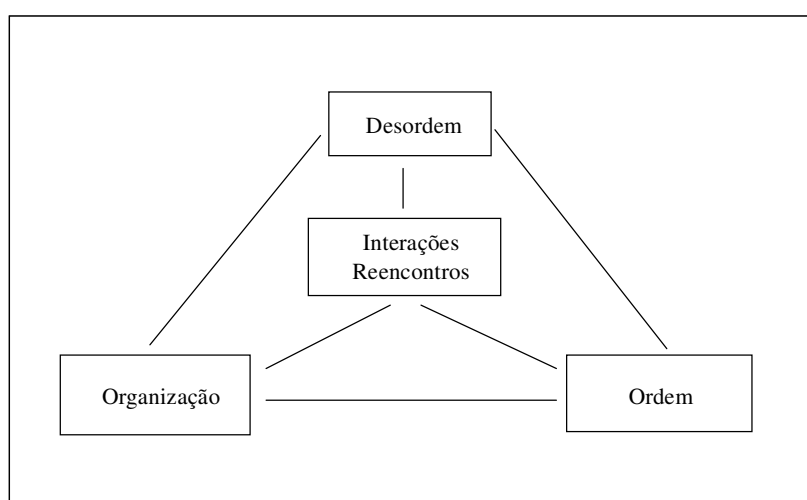 Desordem
Interações
Reencontros
Organização
Ordem